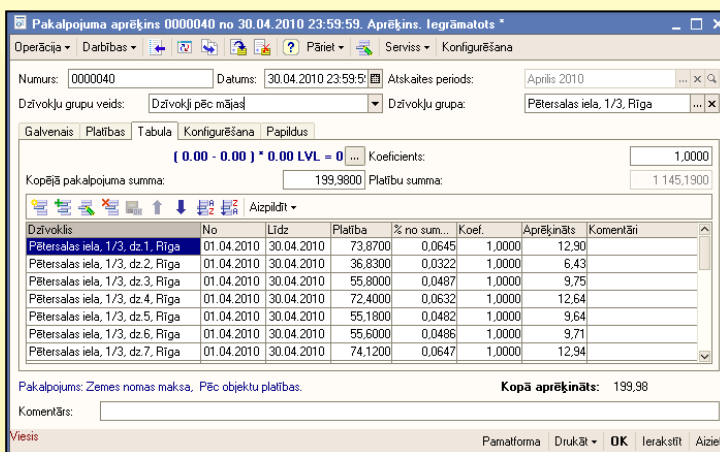 Pakalpojuma aprēķins 0000040 no 30.04.2010 23:59:59. Aprēķins. Iegrāmatots *
Operācija Darbības ? Pāriet Serviss Konfigurēšana
Numurs: 0000040 Datums: 30.04.2010 23:59:5 Atskaites periods: Aprilis 2010 ... x
Dzīvokļu grupu veids: Dzīvokļi pēc mājas Dzīvokļu grupa: Pētersalas iela, 1/3, Rīga ... x
Galvenais Platības Tabula Konfigurēšana Papildus
( 0.00 - 0.00 ) * 0.00 LVL = 0 ... Koeficients: 1,0000
Kopējā pakalpojuma summa: 199,9800 Platību summa: 1 145,1900
Aizpildīt
Dzīvoklis No Līdz Platība % no sum... Koef. Aprēķināts Komentāri
Pētersalas iela, 1/3, dz.1, Rīga 01.04.2010 30.04.2010 73,8700 0,0645 1,0000 12,90
Pētersalas iela, 1/3, dz.2, Rīga 01.04.2010 30.04.2010 36,8300 0,0322 1,0000 6,43
Pētersalas iela, 1/3, dz.3, Rīga 01.04.2010 30.04.2010 55,8000 0,0487 1,0000 9,75
Pētersalas iela, 1/3, dz.4, Rīga 01.04.2010 30.04.2010 72,4000 0,0632 1,0000 12,64
Pētersalas iela, 1/3, dz.5, Rīga 01.04.2010 30.04.2010 55,1800 0,0482 1,0000 9,64
Pētersalas iela, 1/3, dz.6, Rīga 01.04.2010 30.04.2010 55,6000 0,0486 1,0000 9,71
Pētersalas iela, 1/3, dz.7, Rīga 01.04.2010 30.04.2010 74,1200 0,0647 1,0000 12,94
Pakalpojums: Zemes nomas maksa, Pēc objektu platības. Kopā aprēķināts: 199,98
Komentārs:
Viesis
Pamatforma Drukāt OK Ierakstīt Aiziet